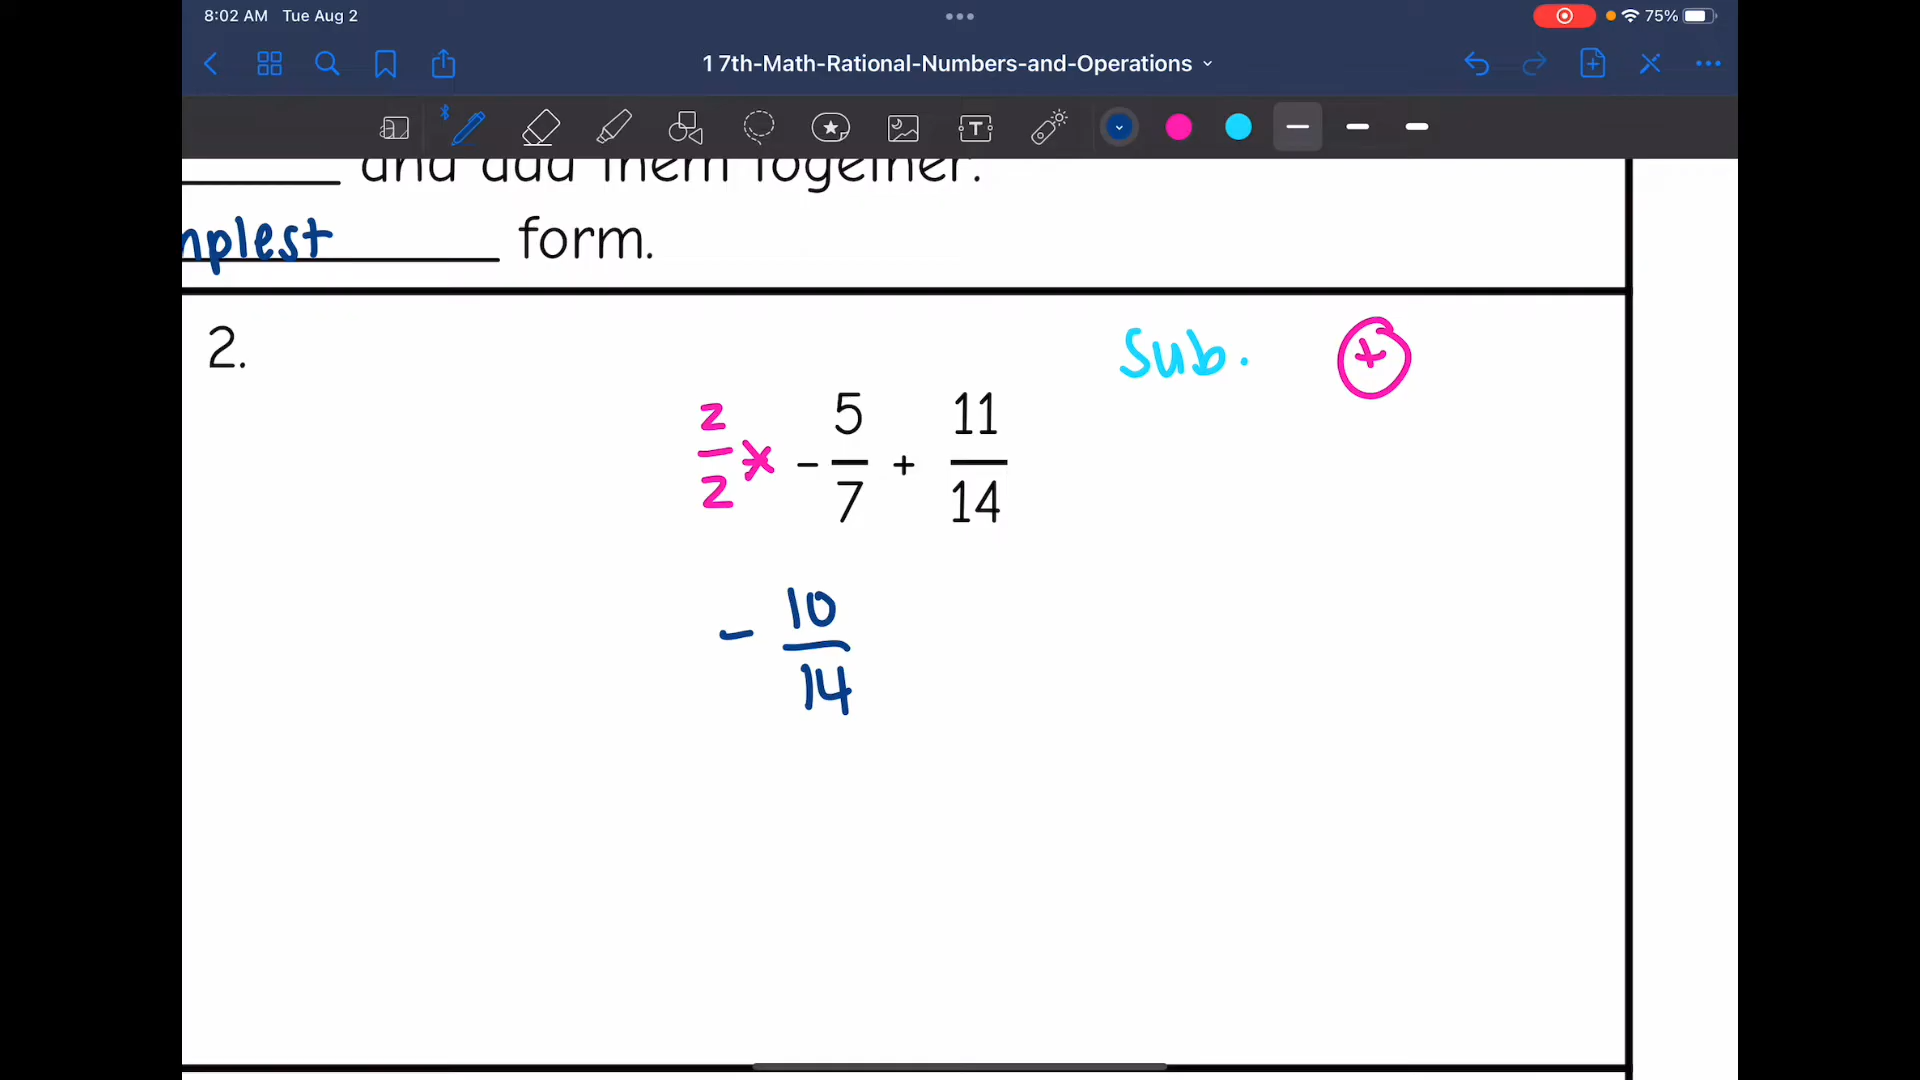 8:02 AM Tue Aug 2
75%
1 7th-Math-Rational-Numbers-and-Operations
and add them together.
mplest form.
2.
Sub. +
2/2 × - 5/7 + 11/14
- 10/14